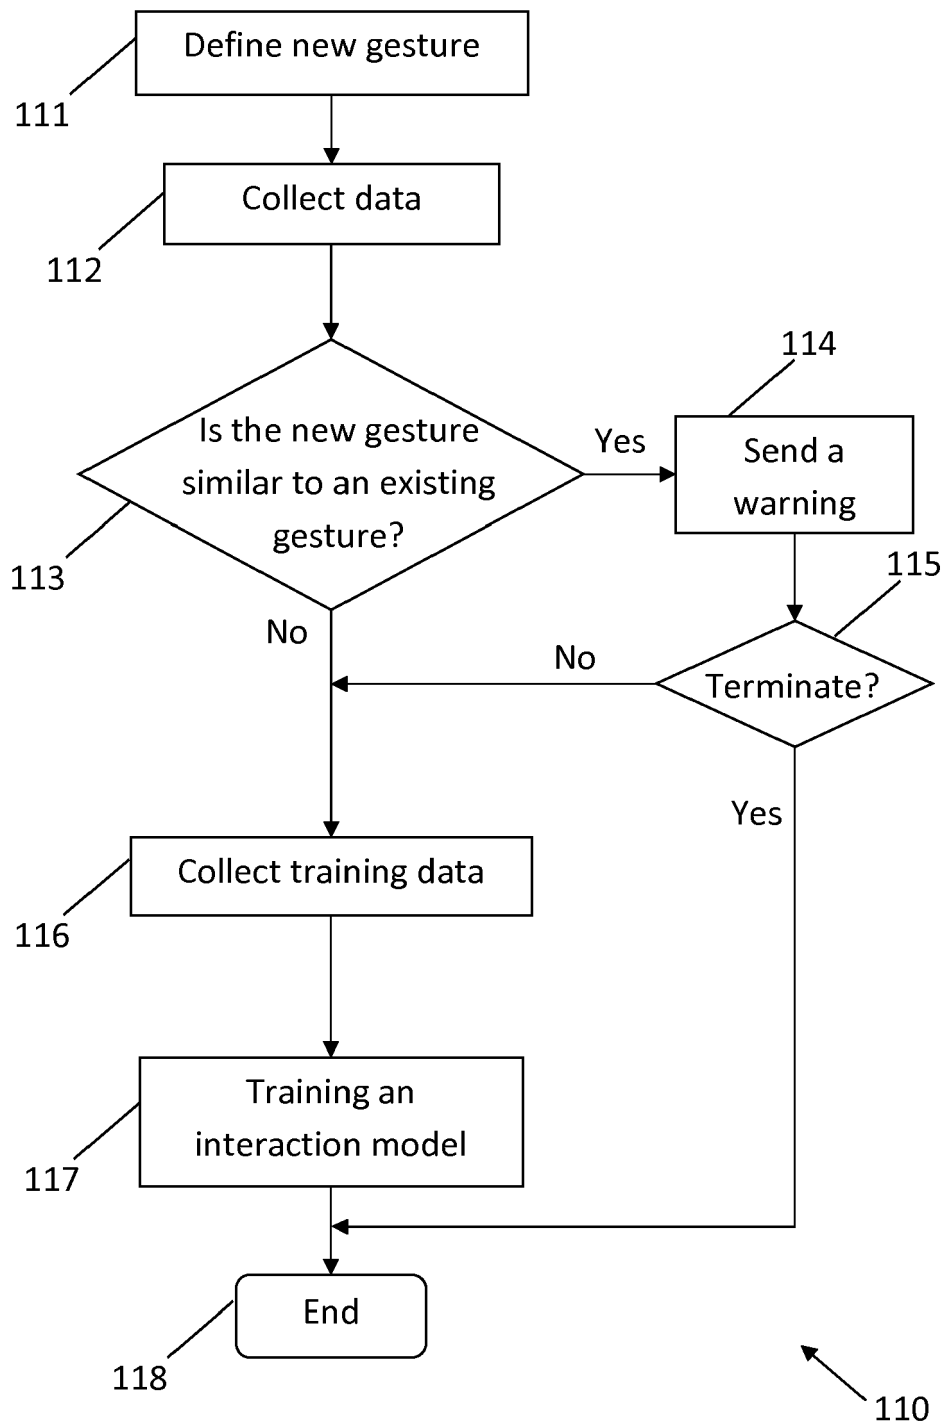 Define new gesture
111
Collect data
112
114
Is the new gesture
similar to an existing
gesture?
Yes
Send a
warning
113
115
No
No
Terminate?
Yes
Collect training data
116
Training an
interaction model
117
End
118
110